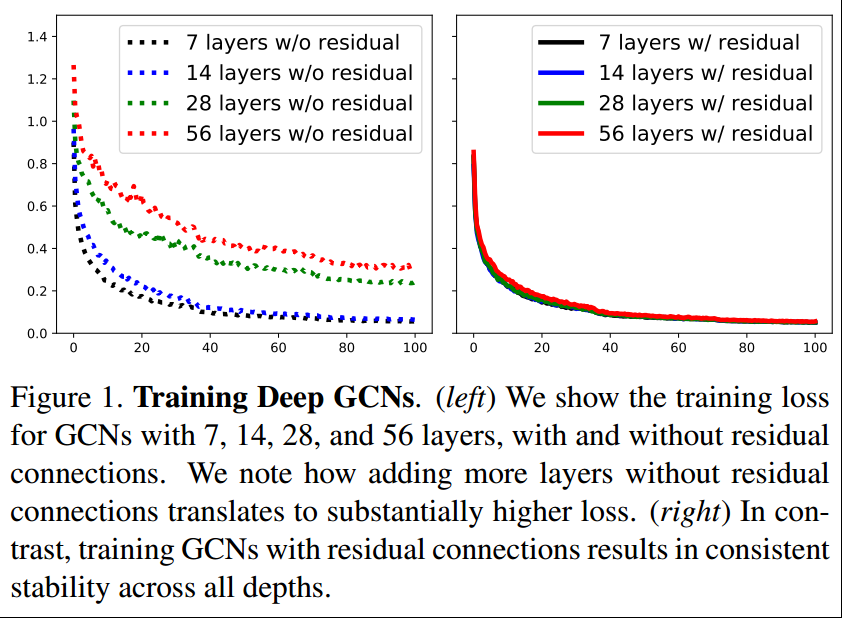 1.4
1.2
1.0
0.8
0.6
0.4
0.2
0.0
0 20 40 60 80 100
7 layers w/o residual
14 layers w/o residual
28 layers w/o residual
56 layers w/o residual
0 20 40 60 80 100
7 layers w/ residual
14 layers w/ residual
28 layers w/ residual
56 layers w/ residual
Figure 1. Training Deep GCNs. (left) We show the training loss
for GCNs with 7, 14, 28, and 56 layers, with and without residual
connections. We note how adding more layers without residual
connections translates to substantially higher loss. (right) In con-
trast, training GCNs with residual connections results in consistent
stability across all depths.